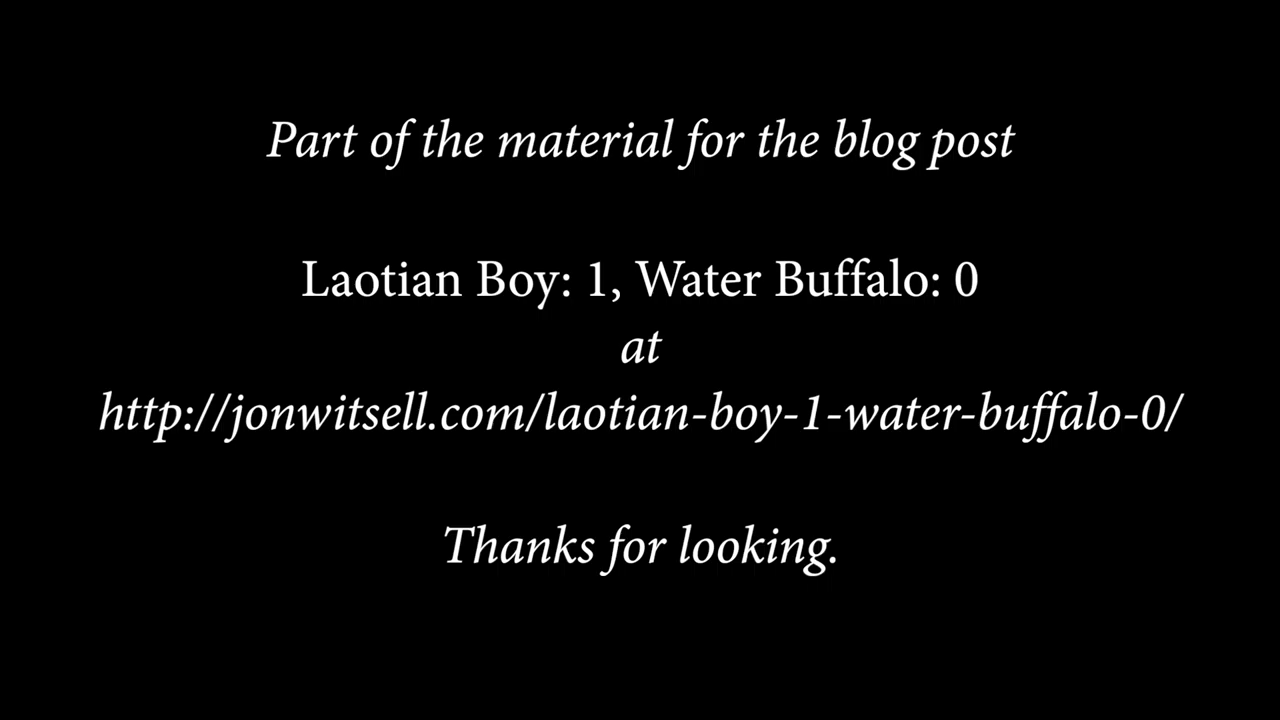 Part of the material for the blog post
Laotian Boy: 1, Water Buffalo: 0
at
http://jonwitsell.com/laotian-boy-1-water-buffalo-0/
Thanks for looking.